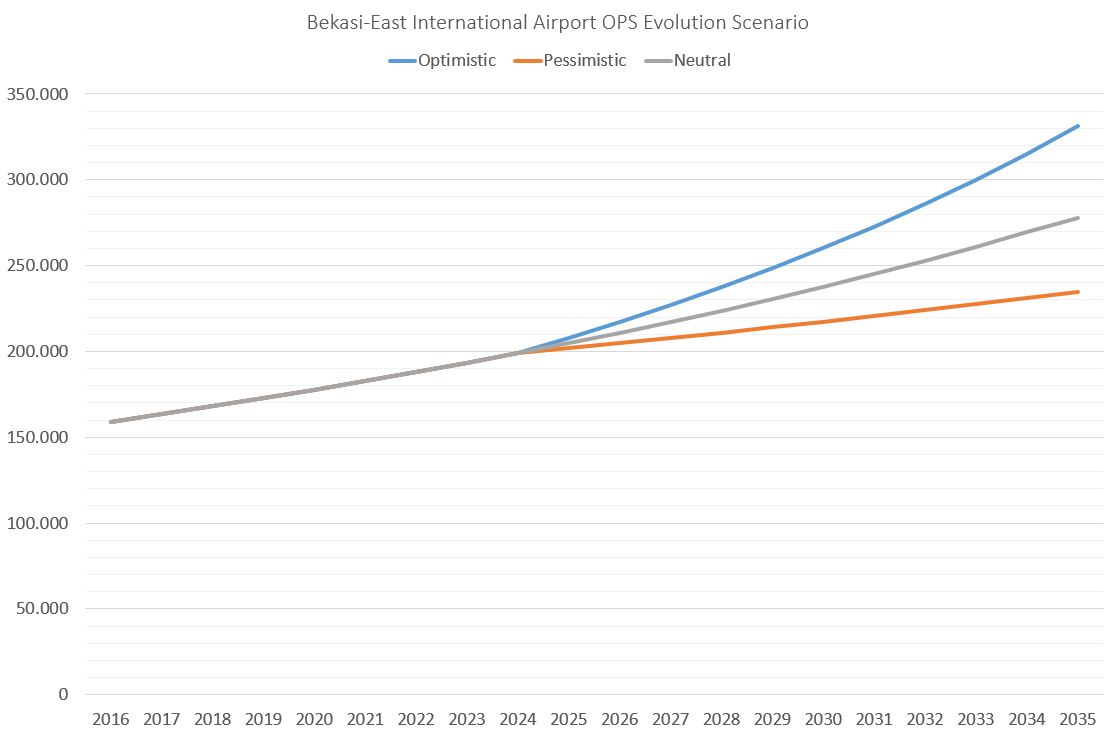 Bekasi-East International Airport OPS Evolution Scenario
Optimistic Pessimistic Neutral
350.000
300.000
250.000
200.000
150.000
100.000
50.000
0
2016 2017 2018 2019 2020 2021 2022 2023 2024 2025 2026 2027 2028 2029 2030 2031 2032 2033 2034 2035